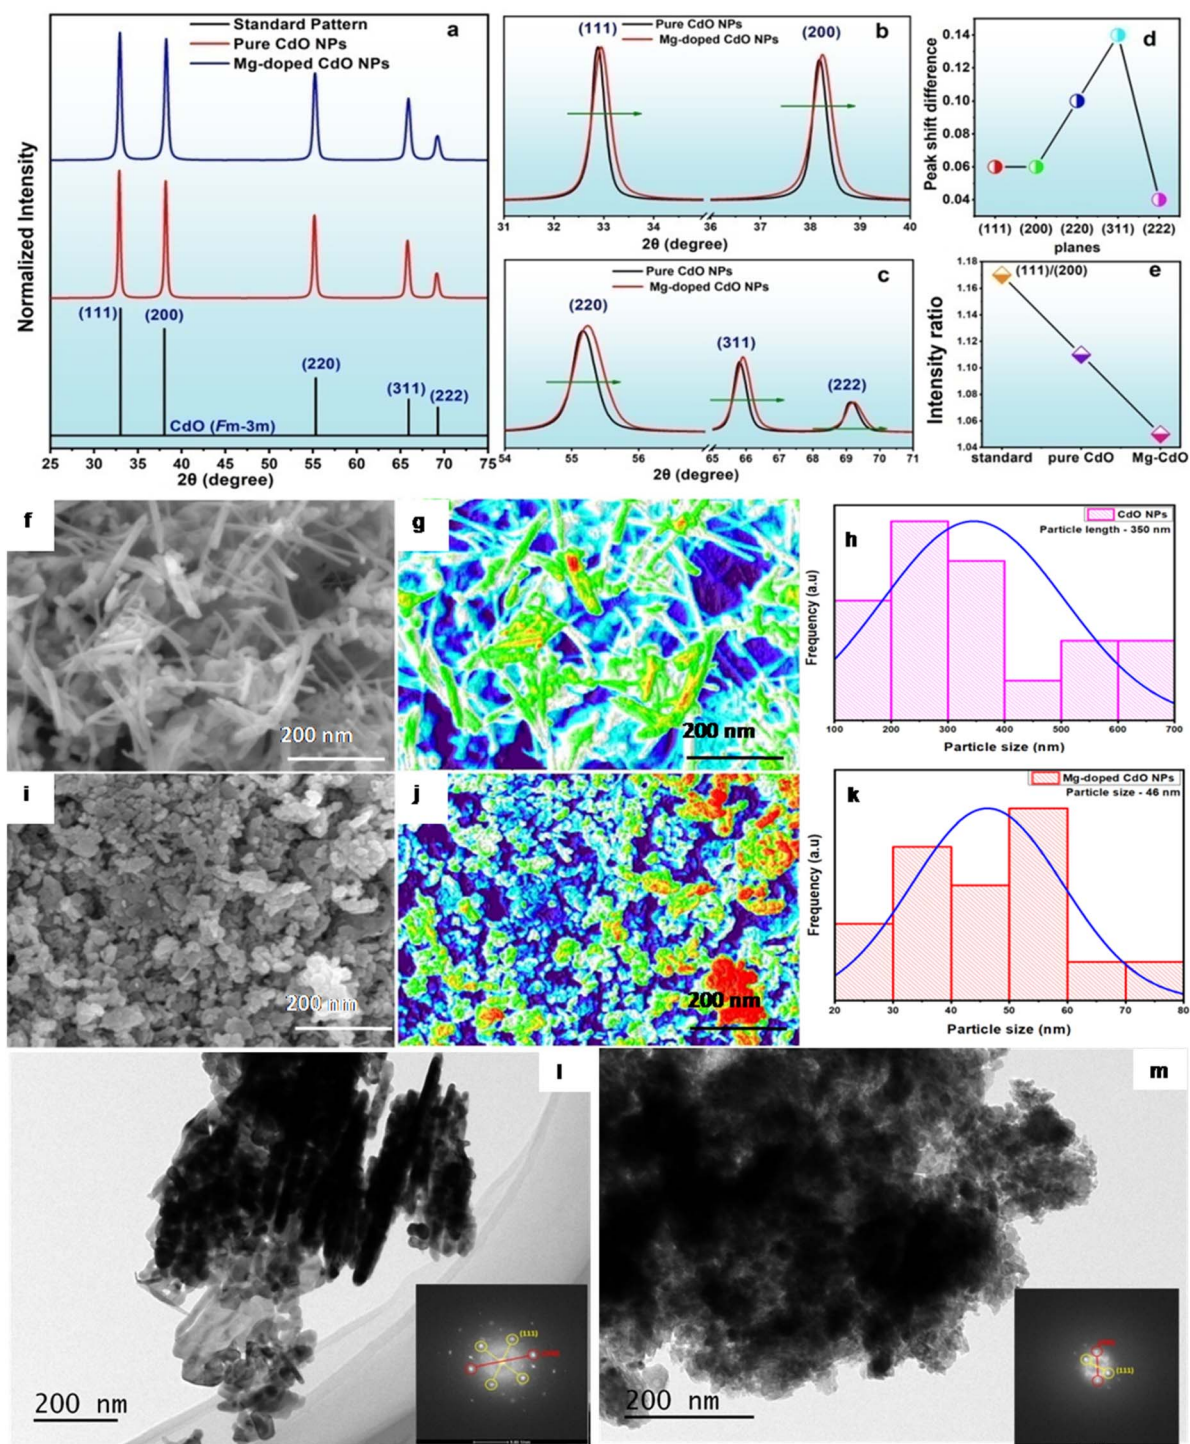 Standard Pattern
Pure CdO NPs
Mg-doped CdO NPs
a
Normalized Intensity
(111)
(200)
(220)
(311)
(222)
CdO (Fm-3m)
25 30 35 40 45 50 55 60 65 70 75
2θ (degree)
Pure CdO NPs
Mg-doped CdO NPs
b
(111)
(200)
31 32 33 34 36 37 38 39 40
2θ (degree)
Pure CdO NPs
Mg-doped CdO NPs
c
(220)
(311)
(222)
54 55 56 65 66 67 68 69 70 71
2θ (degree)
d
Peak shift difference
0.14
0.12
0.10
0.08
0.06
0.04
(111) (200) (220) (311) (222)
planes
e
(111)/(200)
Intensity ratio
1.18
1.16
1.14
1.12
1.10
1.08
1.06
1.04
standard pure CdO Mg-CdO
f
200 nm
g
200 nm
h
CdO NPs
Particle length - 350 nm
Frequency (a.u)
100 200 300 400 500 600 700
Particle size (nm)
i
200 nm
j
200 nm
k
Mg-doped CdO NPs
Particle size - 46 nm
Frequency (a.u)
20 30 40 50 60 70 80
Particle size (nm)
l
200 nm
(111)
m
200 nm
(111)